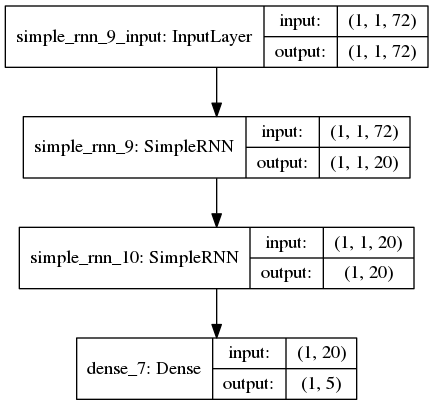 simple_rnn_9_input: InputLayer
input: (1, 1, 72)
output: (1, 1, 72)
simple_rnn_9: SimpleRNN
input: (1, 1, 72)
output: (1, 1, 20)
simple_rnn_10: SimpleRNN
input: (1, 1, 20)
output: (1, 20)
dense_7: Dense
input: (1, 20)
output: (1, 5)